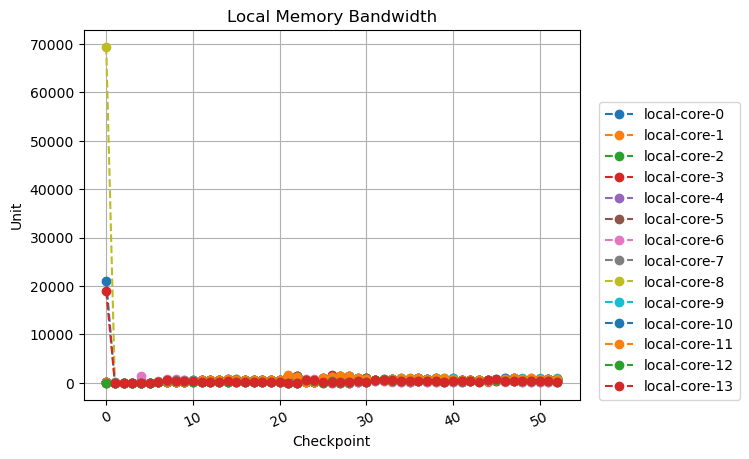 Local Memory Bandwidth
70000
60000
50000
40000
30000
20000
10000
0
Unit
0
10
20
30
40
50
Checkpoint
local-core-0
local-core-1
local-core-2
local-core-3
local-core-4
local-core-5
local-core-6
local-core-7
local-core-8
local-core-9
local-core-10
local-core-11
local-core-12
local-core-13